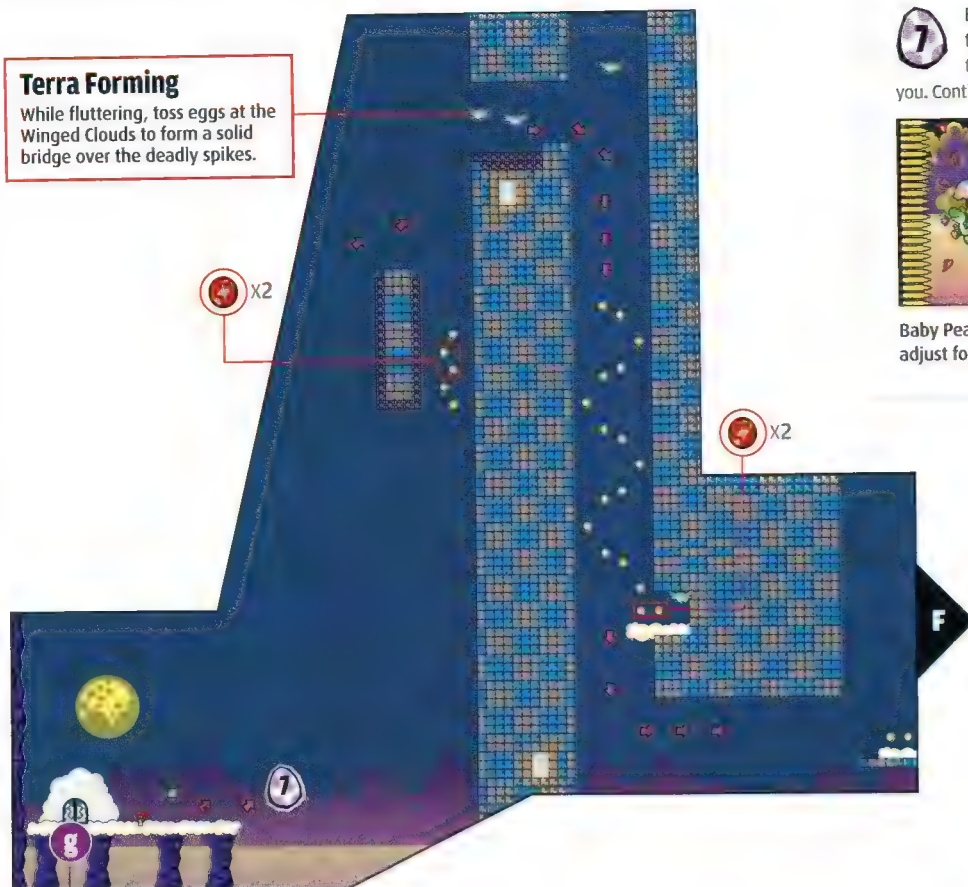 Terra Forming
While fluttering, toss eggs at the
Winged Clouds to form a solid
bridge over the deadly spikes.
X2
X2
F
7
g
7
you. Cont
Baby Pea
adjust fo